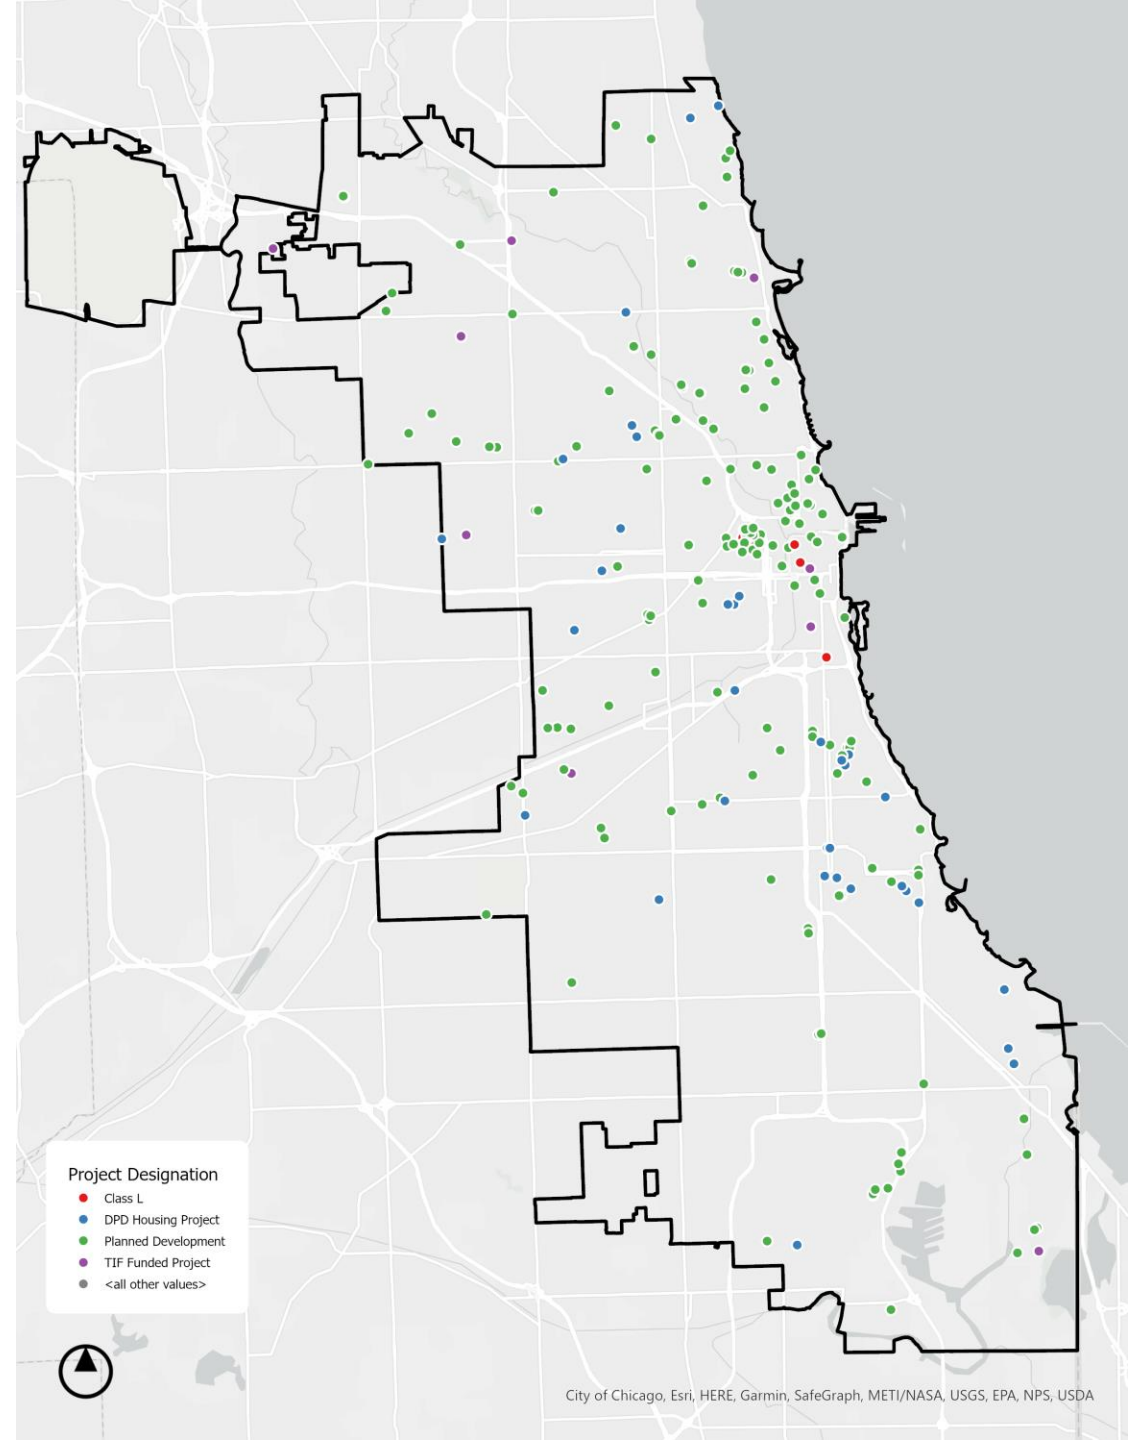 Project Designation
Class L
DPD Housing Project
Planned Development
TIF Funded Project
<all other values>
City of Chicago, Esri, HERE, Garmin, SafeGraph, METI/NASA, USGS, EPA, NPS, USDA